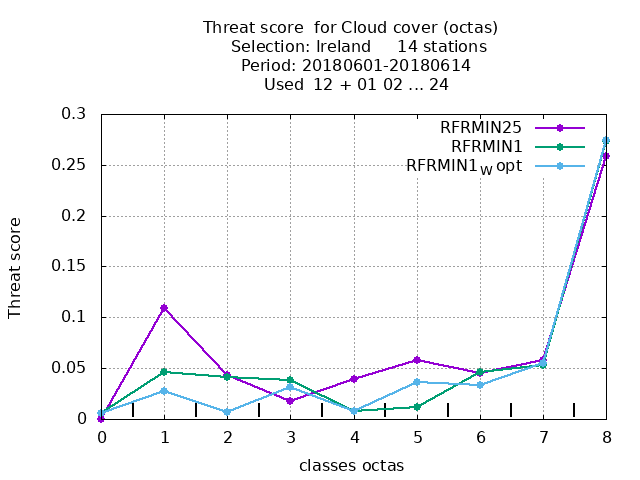 Threat score  for Cloud cover (octas)
Selection: Ireland     14 stations
Period: 20180601-20180614
Used  12 + 01 02 ... 24
RFRMIN25
RFRMIN1
RFRMIN1W opt
0.3
0.25
0.2
0.15
0.1
0.05
0
Threat score
0 1 2 3 4 5 6 7 8
classes octas